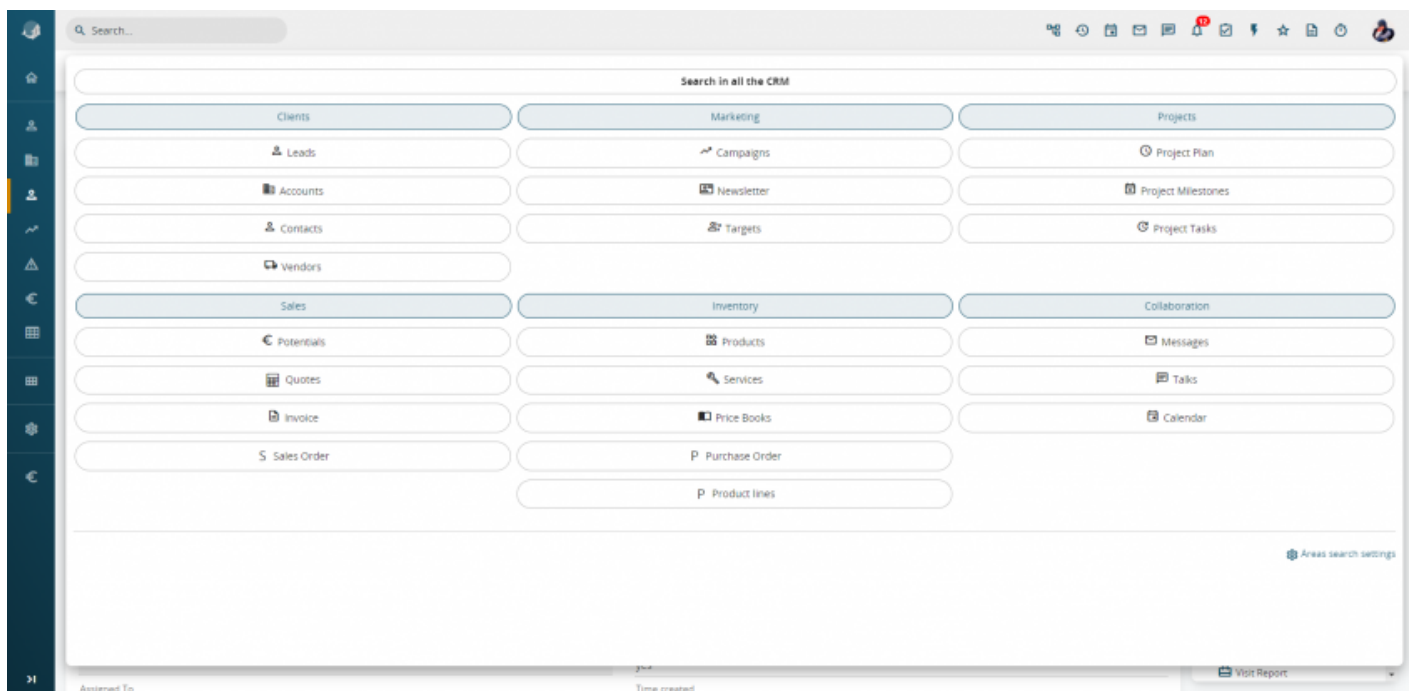 Search...
17
Search in all the CRM
Clients
Marketing
Projects
Leads
Campaigns
Project Plan
Accounts
Newsletter
Project Milestones
Contacts
Targets
Project Tasks
Vendors
Sales
Inventory
Collaboration
€ Potentials
Products
Messages
Quotes
Services
Talks
Invoice
Price Books
Calendar
S Sales Order
P Purchase Order
P Product lines
Areas search settings
yes
Visit Report
Assigned To
Time created